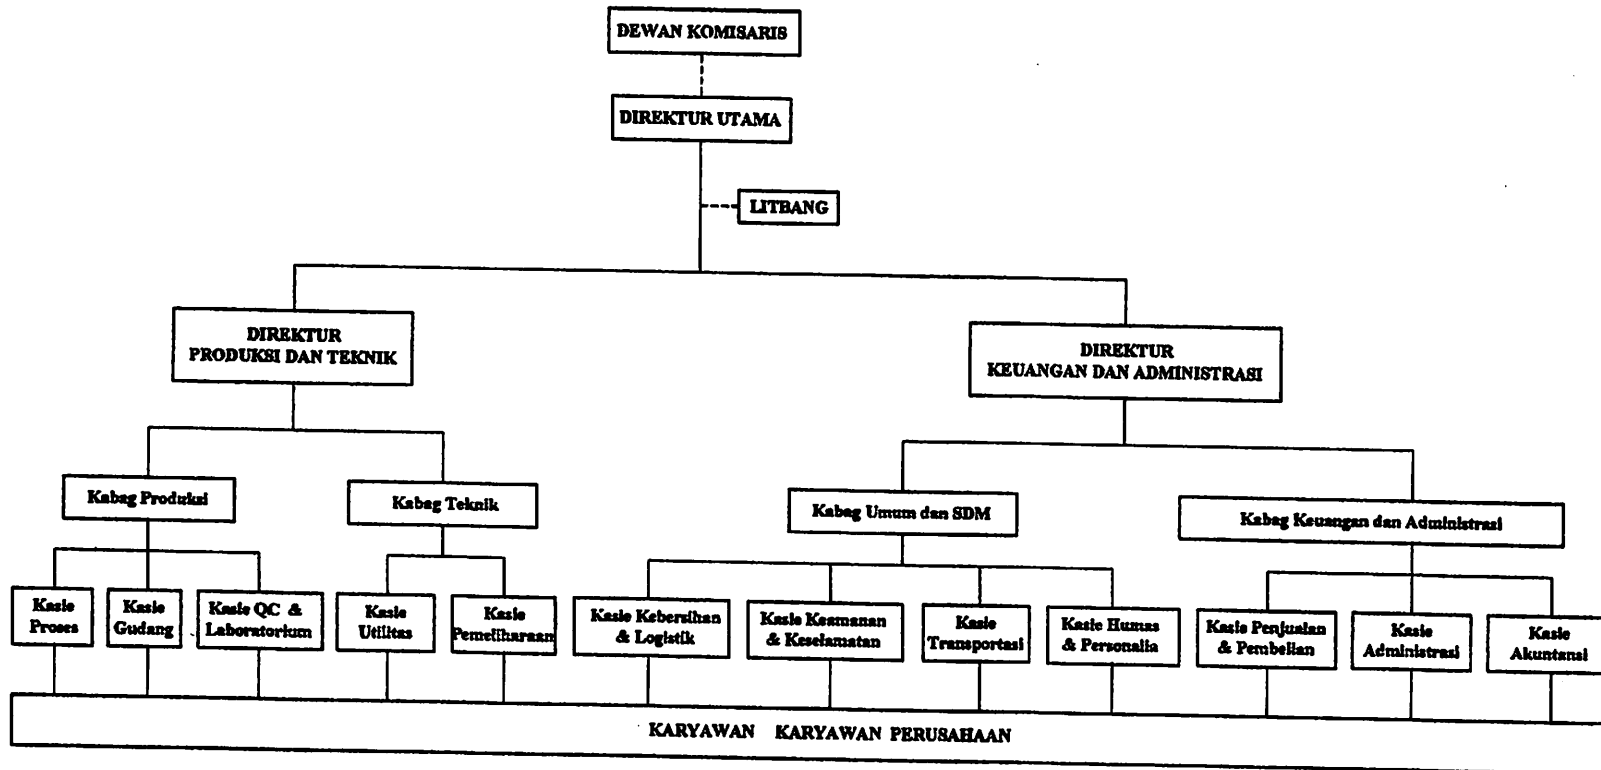 DEWAN KOMISARIS
DIREKTUR UTAMA
LITBANG
DIREKTUR
PRODUKSI DAN TEKNIK
DIREKTUR
KEUANGAN DAN ADMINISTRASI
Kabag Produksi
Kabag Teknik
Kabag Umum dan SDM
Kabag Keuangan dan Administrasi
Kasie
Proses
Kasie
Gudang
Kasie QC &
Laboratorium
Kasie
Utilitas
Kasie
Pemeliharaan
Kasie Kebersihan
& Logistik
Kasie Keamanan
& Keselamatan
Kasie
Transportasi
Kasie Humas
& Personalia
Kasie Penjualan
& Pembelian
Kasie
Administrasi
Kasie
Akuntansi
KARYAWAN KARYAWAN PERUSAHAAN